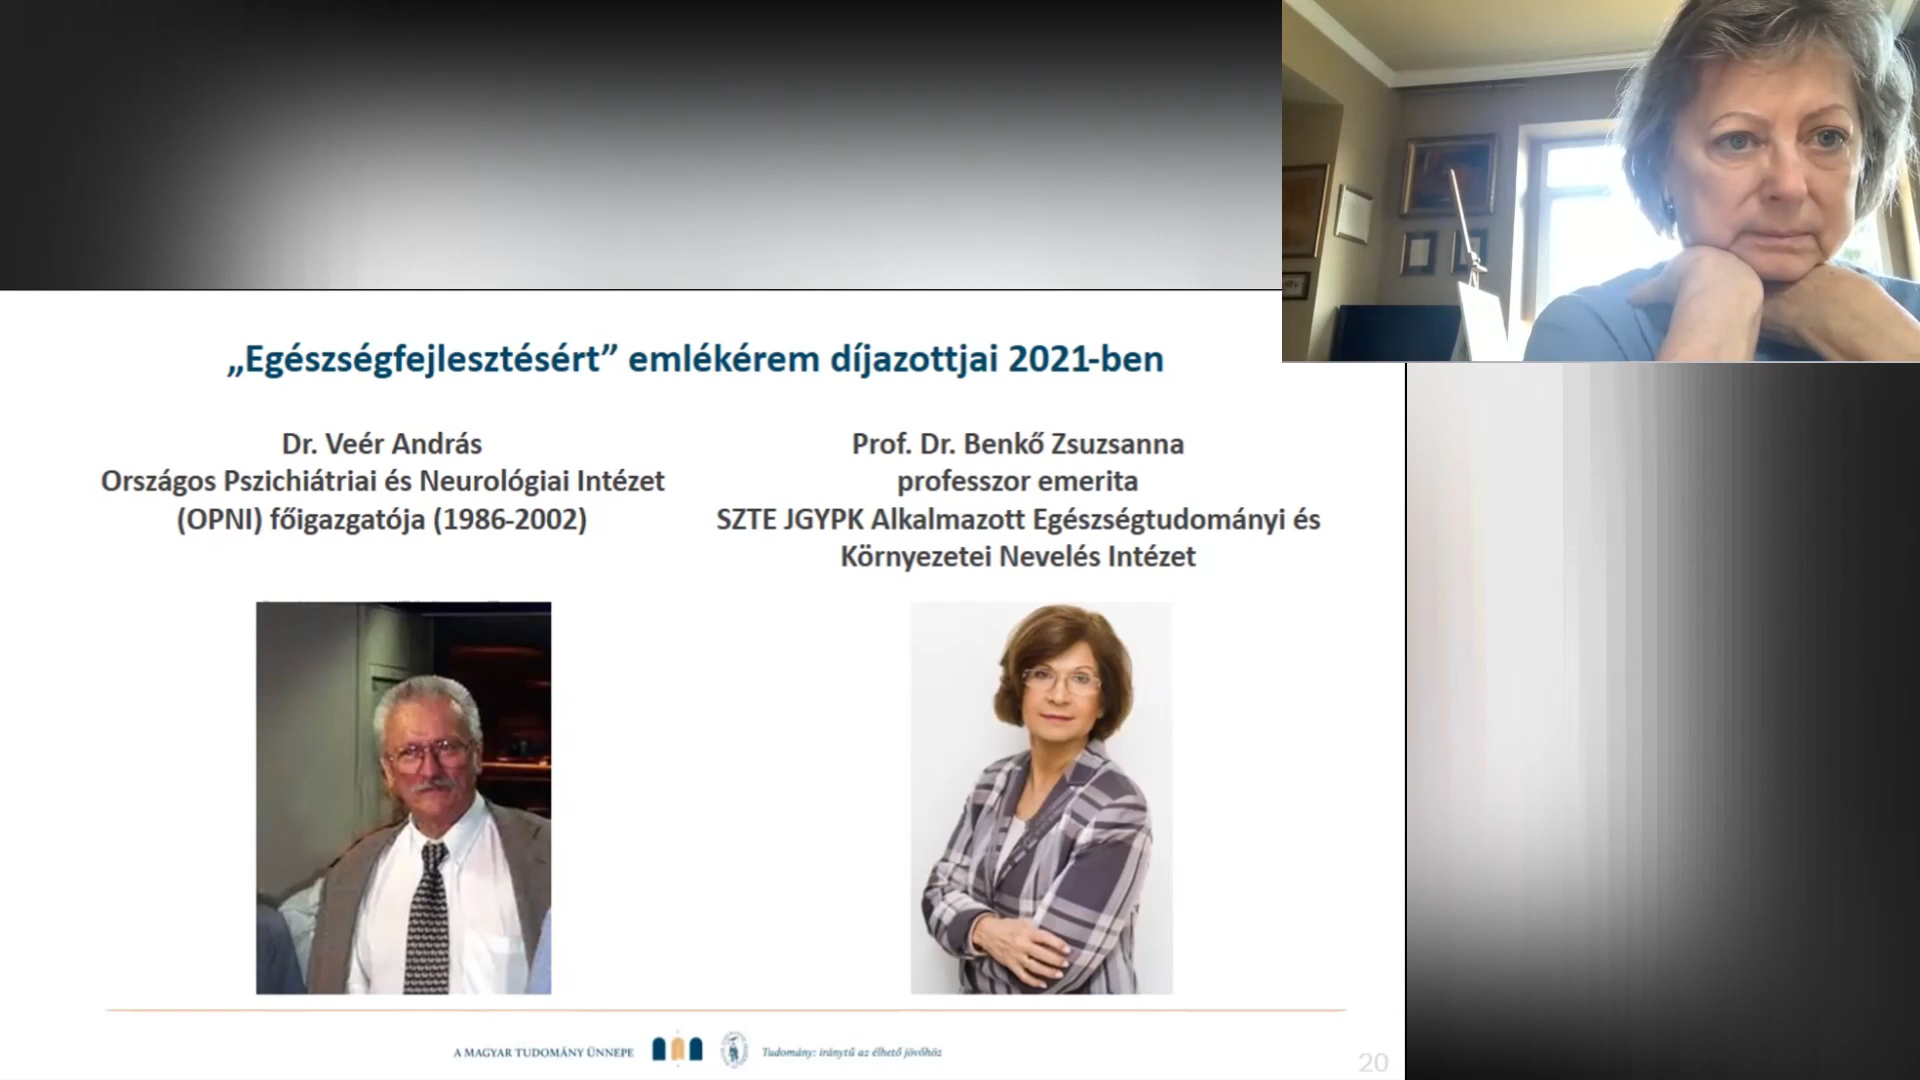 „Egészségfejlesztésért” emlékérem díjazottjai 2021-ben
Dr. Veér András
Országos Pszichiátriai és Neurológiai Intézet
(OPNI) főigazgatója (1986-2002)
Prof. Dr. Benkő Zsuzsanna
professzor emerita
SZTE JGYPK Alkalmazott Egészségtudományi és
Környezetei Nevelés Intézet
A MAGYAR TUDOMÁNY ÜNNEPE
Tudomány: iránytű az élhető jövőhöz
20